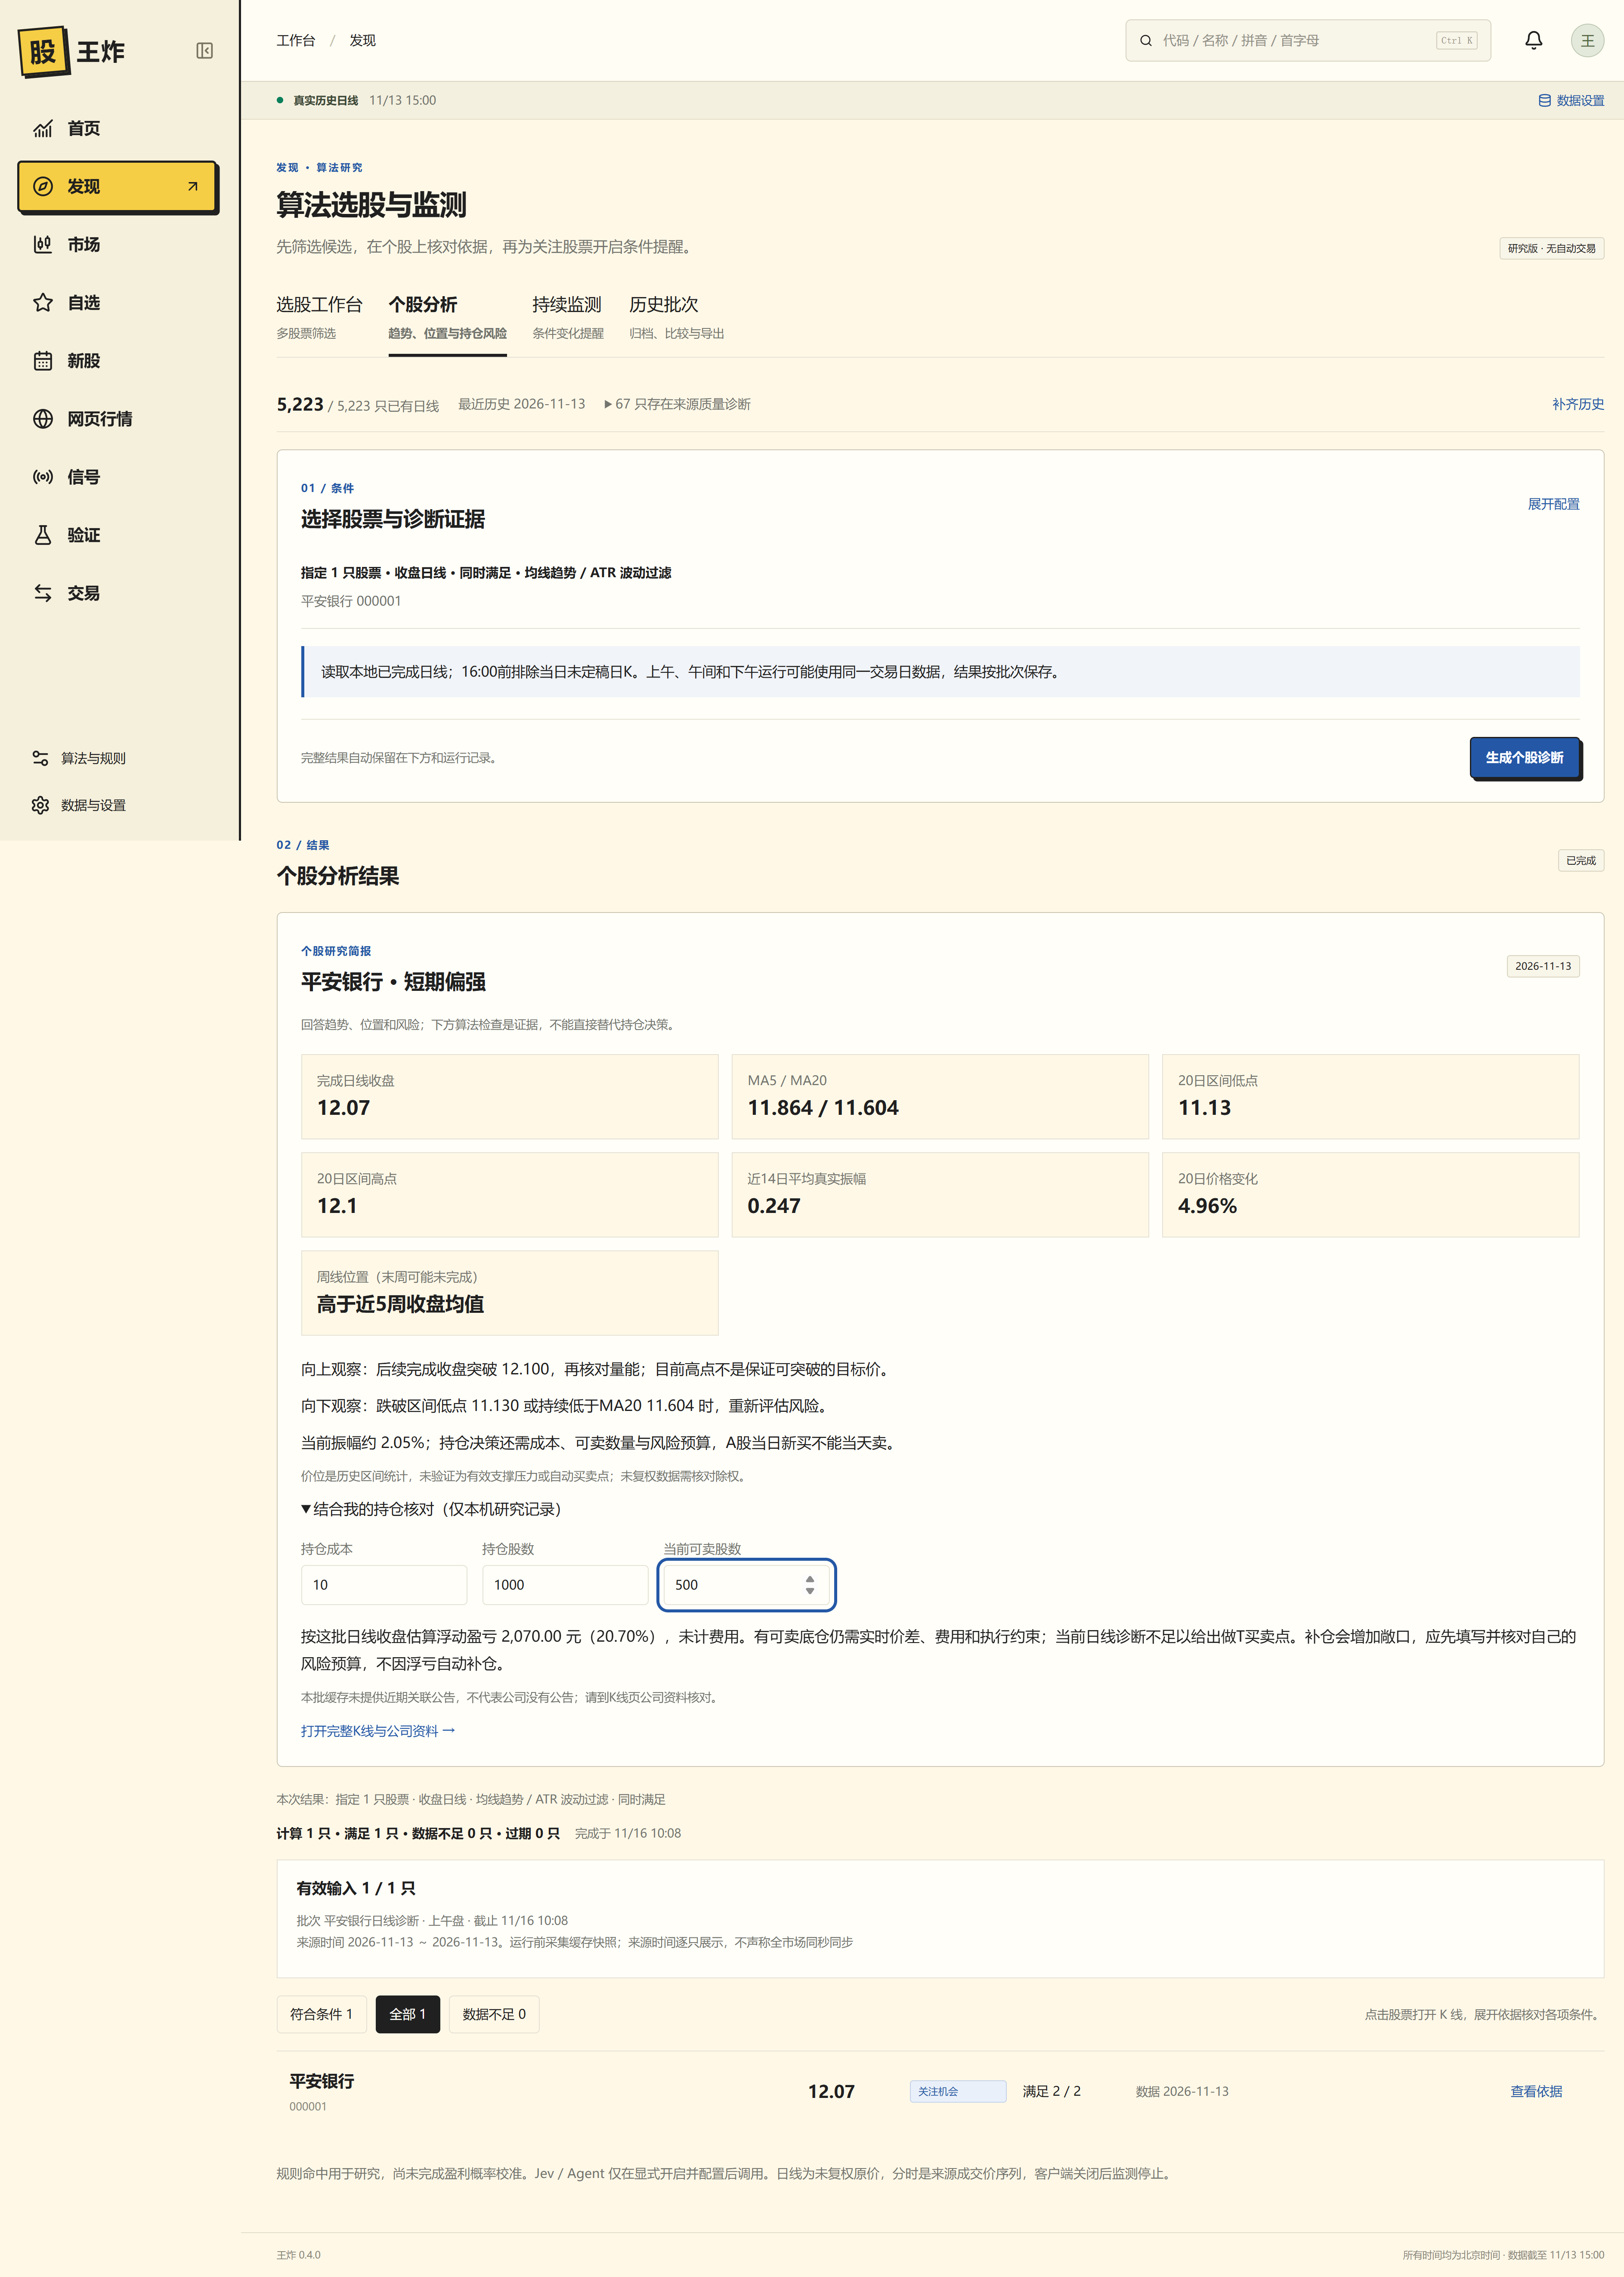 股 王炸
首页
发现
市场
自选
新股
网页行情
信号
验证
交易
算法与规则
数据与设置
工作台 / 发现
代码 / 名称 / 拼音 / 首字母 Ctrl K
王
真实历史日线 11/13 15:00
数据设置
发现 · 算法研究
算法选股与监测
先筛选候选，在个股上核对依据，再为关注股票开启条件提醒。
研究版 · 无自动交易
选股工作台 个股分析 持续监测 历史批次
多股票筛选 趋势、位置与持仓风险 条件变化提醒 归档、比较与导出
5,223 / 5,223 只已有日线 最近历史 2026-11-13 ▶ 67 只存在来源质量诊断 补齐历史
01 / 条件
选择股票与诊断证据
展开配置
指定 1 只股票 · 收盘日线 · 同时满足 · 均线趋势 / ATR 波动过滤
平安银行 000001
读取本地已完成日线；16:00前排除当日未定稿日K。上午、午间和下午运行可能使用同一交易日数据，结果按批次保存。
完整结果自动保留在下方和运行记录。
生成个股诊断
02 / 结果
个股分析结果
已完成
个股研究简报
平安银行 · 短期偏强
2026-11-13
回答趋势、位置和风险；下方算法检查是证据，不能直接替代持仓决策。
完成日线收盘
12.07
MA5 / MA20
11.864 / 11.604
20日区间低点
11.13
20日区间高点
12.1
近14日平均真实振幅
0.247
20日价格变化
4.96%
周线位置（末周可能未完成）
高于近5周收盘均值
向上观察：后续完成收盘突破 12.100，再核对量能；目前高点不是保证可突破的目标价。
向下观察：跌破区间低点 11.130 或持续低于MA20 11.604 时，重新评估风险。
当前振幅约 2.05%；持仓决策还需成本、可卖数量与风险预算，A股当日新买不能当天卖。
价位是历史区间统计，未验证为有效支撑压力或自动买卖点；未复权数据需核对除权。
▼结合我的持仓核对（仅本机研究记录）
持仓成本 持仓股数 当前可卖股数
10 1000 500
按这批日线收盘估算浮动盈亏 2,070.00 元（20.70%），未计费用。有可卖底仓仍需实时价差、费用和执行约束；当前日线诊断不足以给出做T买卖点。补仓会增加敞口，应先填写并核对自己的
风险预算，不因浮亏自动补仓。
本批缓存未提供近期关联公告，不代表公司没有公告；请到K线页公司资料核对。
打开完整K线与公司资料 →
本次结果：指定 1 只股票 · 收盘日线 · 均线趋势 / ATR 波动过滤 · 同时满足
计算 1 只 · 满足 1 只 · 数据不足 0 只 · 过期 0 只 完成于 11/16 10:08
有效输入 1 / 1 只
批次 平安银行日线诊断 · 上午盘 · 截止 11/16 10:08
来源时间 2026-11-13 ～ 2026-11-13。运行前采集缓存快照；来源时间逐只展示，不声称全市场同秒同步
符合条件 1 全部 1 数据不足 0
点击股票打开 K 线，展开依据核对各项条件。
平安银行
000001
12.07 关注机会 满足 2 / 2 数据 2026-11-13 查看依据
规则命中用于研究，尚未完成盈利概率校准。Jev / Agent 仅在显式开启并配置后调用。日线为未复权原价，分时是来源成交价序列，客户端关闭后监测停止。
王炸 0.4.0
所有时间均为北京时间 · 数据截至 11/13 15:00